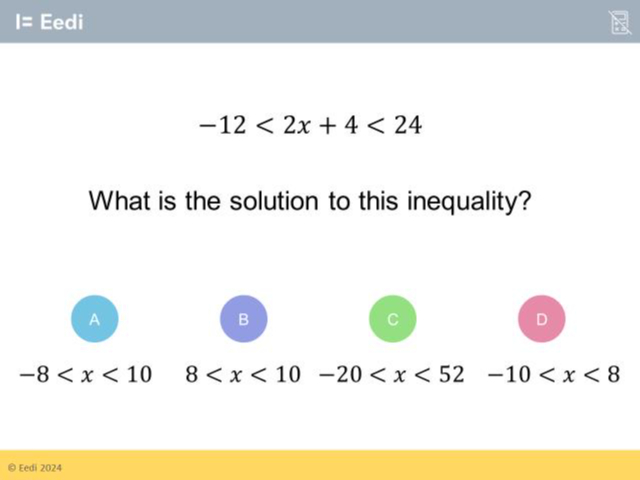 Eedi
−12 < 2x + 4 < 24
What is the solution to this inequality?
A B C D
−8 < x < 10 8 < x < 10 −20 < x < 52 −10 < x < 8
© Eedi 2024